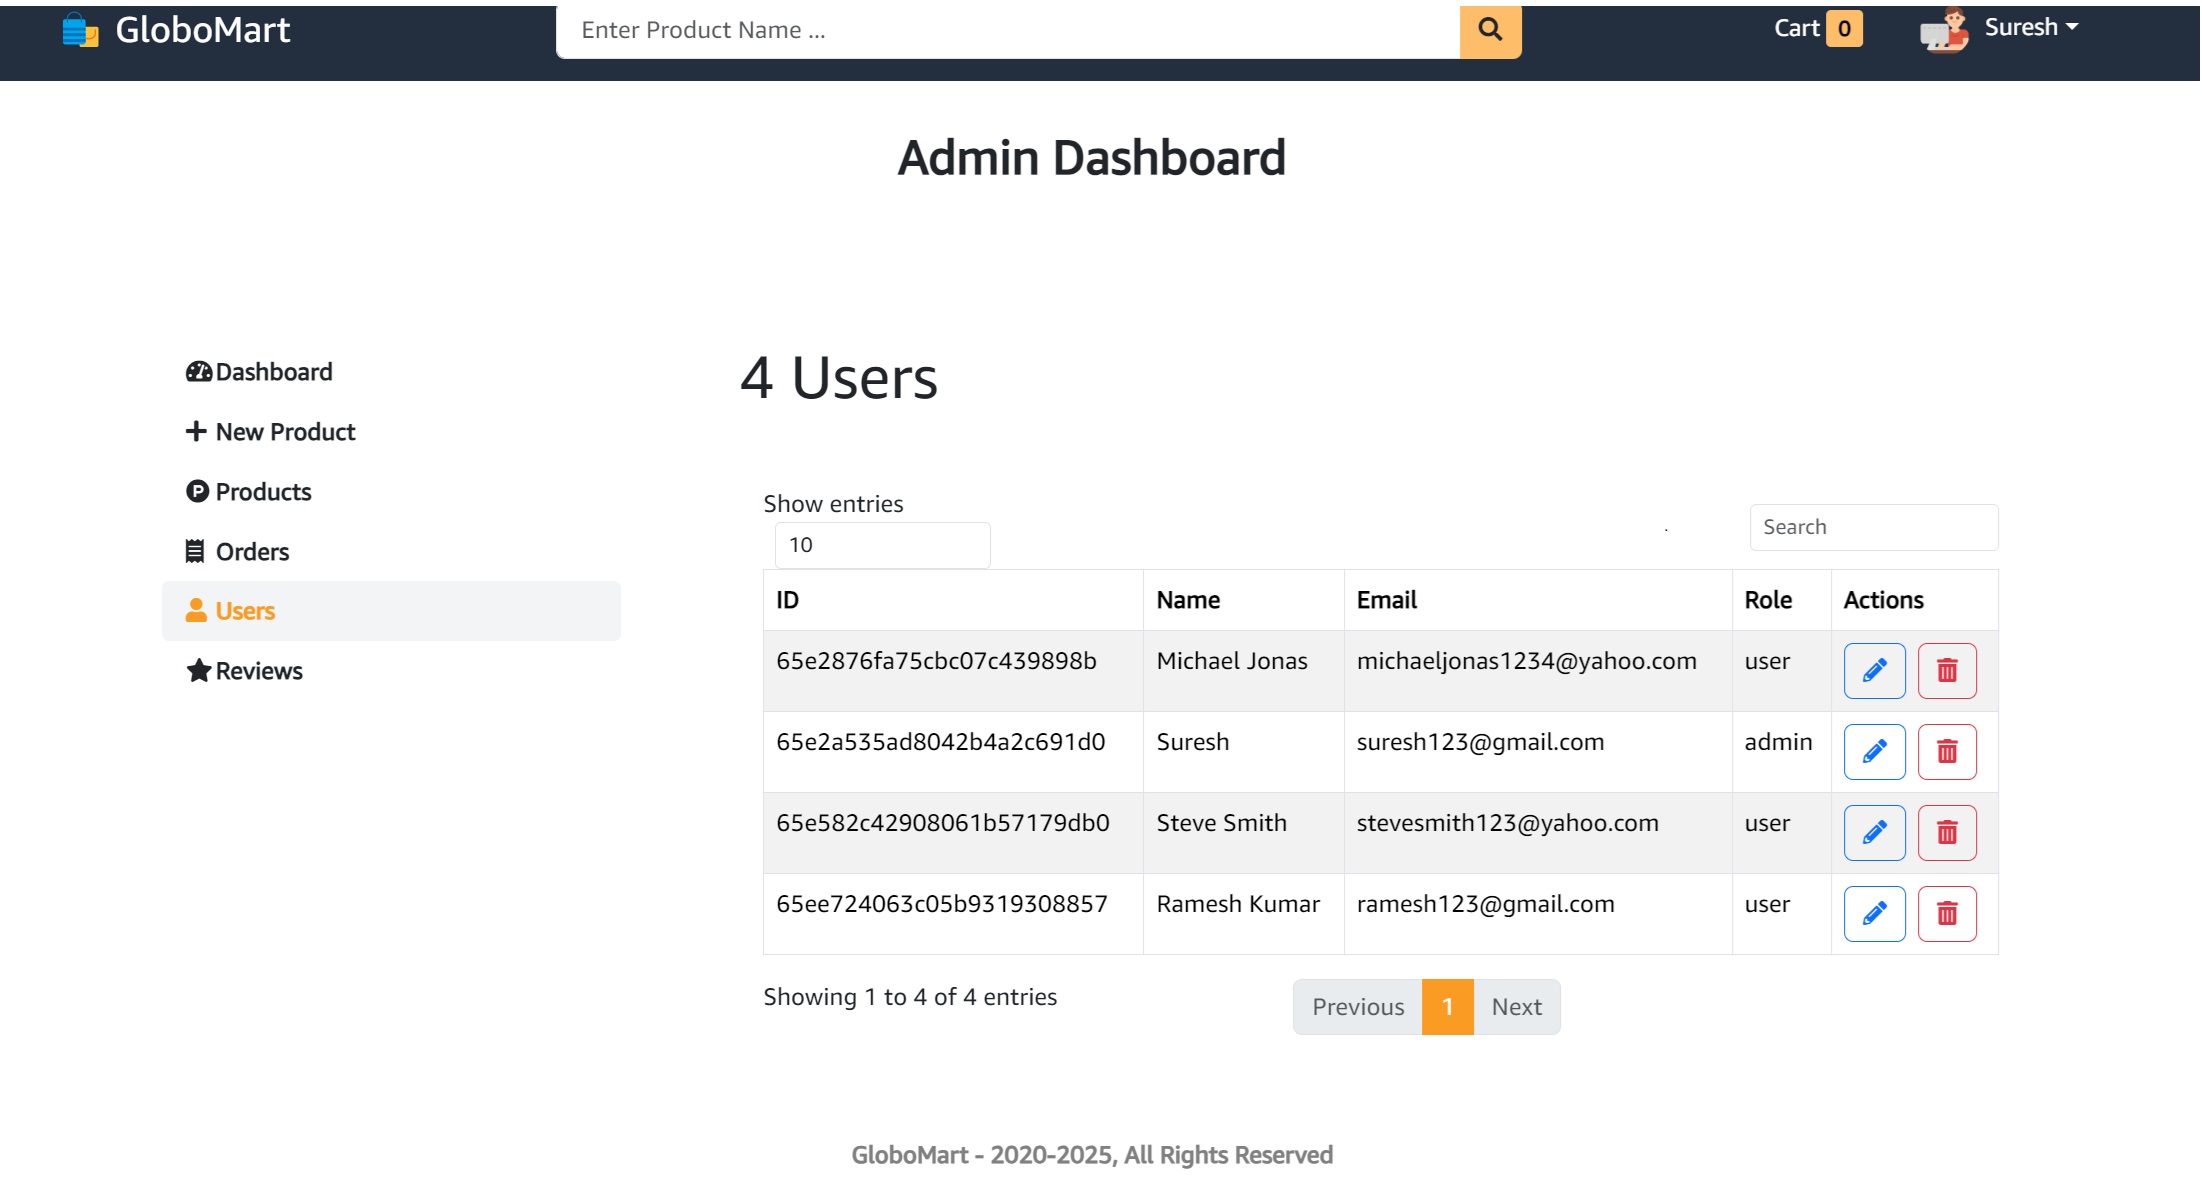 GloboMart Enter Product Name ... Cart 0 Suresh
Admin Dashboard
Dashboard
New Product
Products
Orders
Users
Reviews
4 Users
Show entries
10
Search
ID Name Email Role Actions
65e2876fa75cbc07c439898b Michael Jonas michaeljonas1234@yahoo.com user
65e2a535ad8042b4a2c691d0 Suresh suresh123@gmail.com admin
65e582c42908061b57179db0 Steve Smith stevesmith123@yahoo.com user
65ee724063c05b9319308857 Ramesh Kumar ramesh123@gmail.com user
Showing 1 to 4 of 4 entries Previous 1 Next
GloboMart - 2020-2025, All Rights Reserved